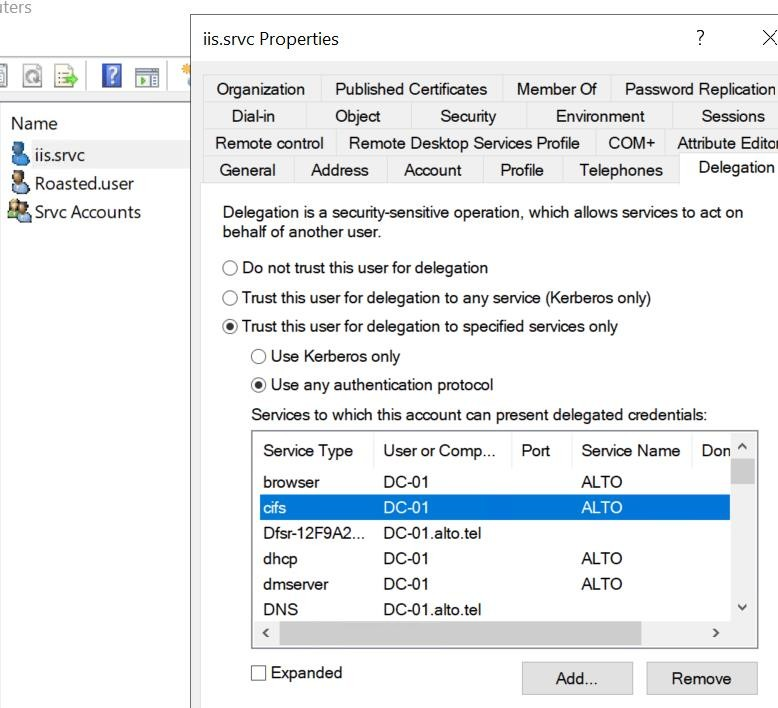 uters
iis.srvc Properties
?
Organization Published Certificates Member Of Password Replication
Dial-in Object Security Environment Sessions
Remote control Remote Desktop Services Profile COM+ Attribute Editor
General Address Account Profile Telephones Delegation
Name
iis.srvc
Roasted.user
Srvc Accounts
Delegation is a security-sensitive operation, which allows services to act on
behalf of another user.
Do not trust this user for delegation
Trust this user for delegation to any service (Kerberos only)
Trust this user for delegation to specified services only
Use Kerberos only
Use any authentication protocol
Services to which this account can present delegated credentials:
Service Type User or Comp... Port Service Name Don
browser DC-01 ALTO
cifs DC-01 ALTO
Dfsr-12F9A2... DC-01.alto.tel
dhcp DC-01 ALTO
dmserver DC-01 ALTO
DNS DC-01.alto.tel
Expanded
Add... Remove